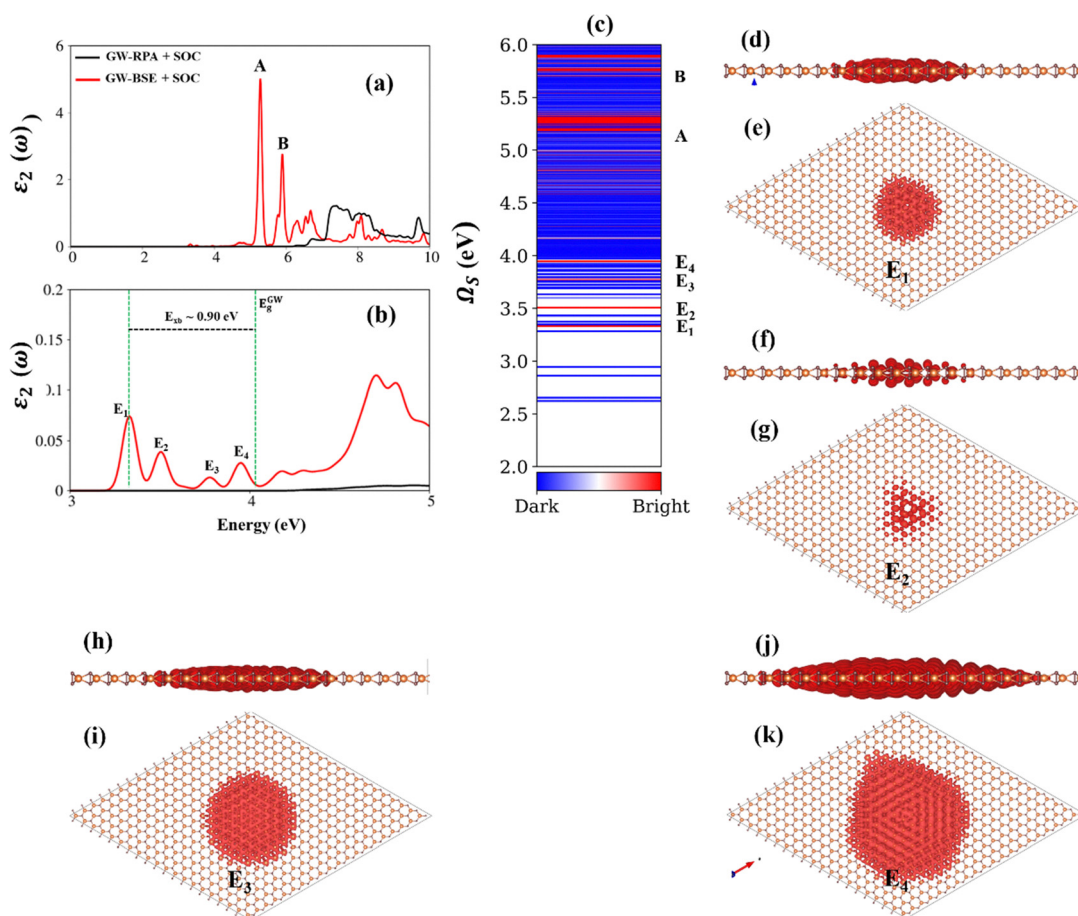 GW-RPA + SOC
GW-BSE + SOC
(a)
A
B
ε₂ (ω))
6
4
2
0
0 2 4 6 8 10
(b)
E_xb ~ 0.90 eV
E_g^GW
E₁
E₂
E₃
E₄
ε₂ (ω)
0.2
0.15
0.1
0.05
0
3 4 5
Energy (eV)
(c)
Ω_S (eV)
6.0
5.5
5.0
4.5
4.0
3.5
3.0
2.5
2.0
B
A
E₄
E₃
E₂
E₁
Dark Bright
(d)
(e)
E₁
(f)
(g)
E₂
(h)
(i)
E₃
(j)
(k)
E₄